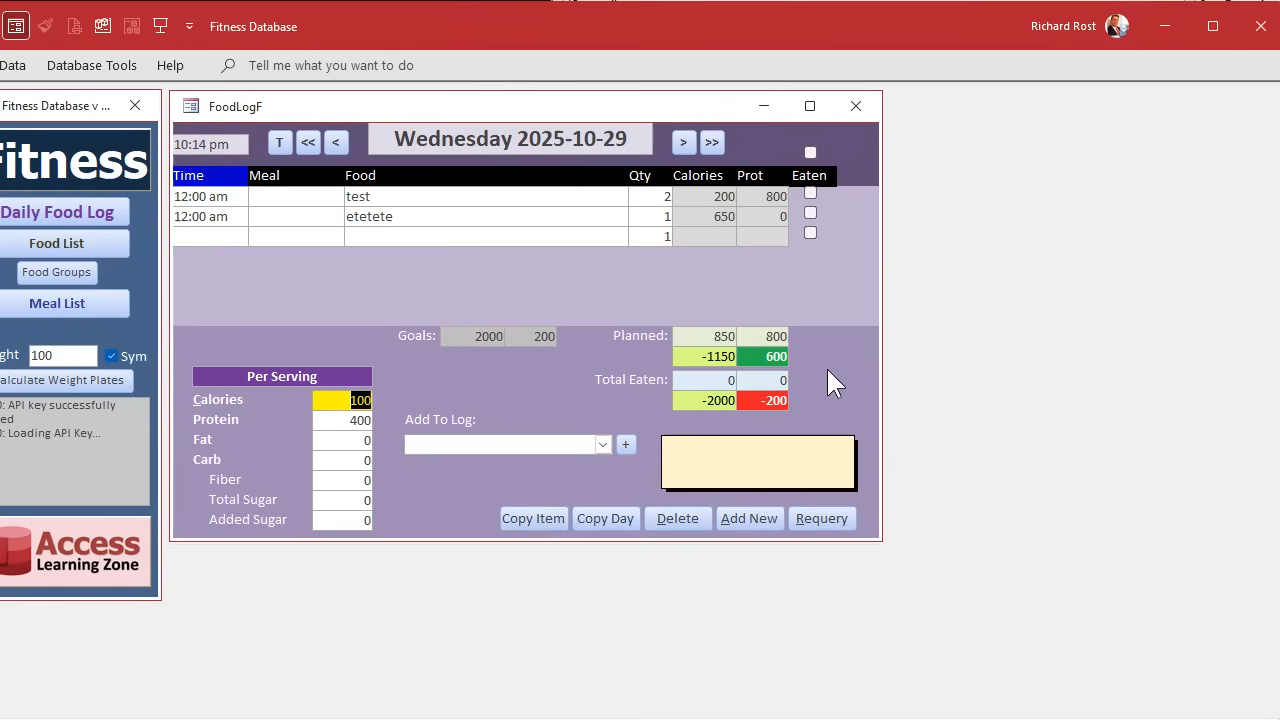 Fitness Database
Richard Rost
Data Database Tools Help Tell me what you want to do
Fitness Database v ...
Fitness
Daily Food Log
Food List
Food Groups
Meal List
ght 100 Sym
alculate Weight Plates
0: API key successfully
ed
0: Loading API Key...
Access
Learning Zone
FoodLogF
10:14 pm T << < Wednesday 2025-10-29 > >>
Time Meal Food Qty Calories Prot Eaten
12:00 am test 2 200 800
12:00 am etetete 1 650 0
1
Goals: 2000 200 Planned: 850 800
-1150 600
Total Eaten: 0 0
-2000 -200
Per Serving
Calories 100
Protein 400
Fat 0
Carb 0
Fiber 0
Total Sugar 0
Added Sugar 0
Add To Log:
+
Copy Item Copy Day Delete Add New Requery